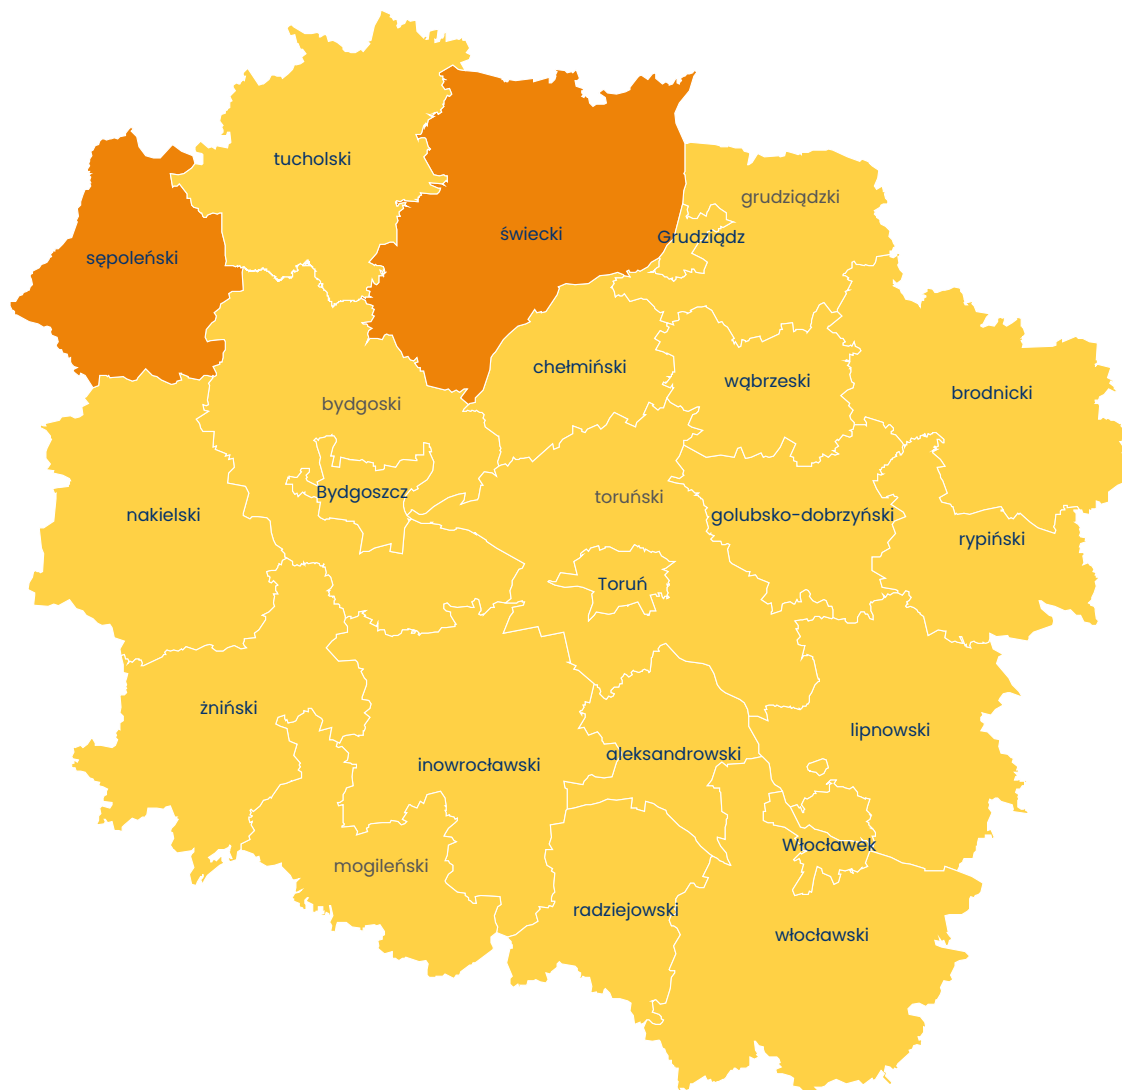 tucholski
grudziądzki
świecki
Grudziądz
sępoleński
chełmiński
wąbrzeski
brodnicki
bydgoski
Bydgoszcz
toruński
nakielski
golubsko-dobrzyński
rypiński
Toruń
żniński
lipnowski
aleksandrowski
inowrocławski
Włocławek
mogileński
radziejowski
włocławski